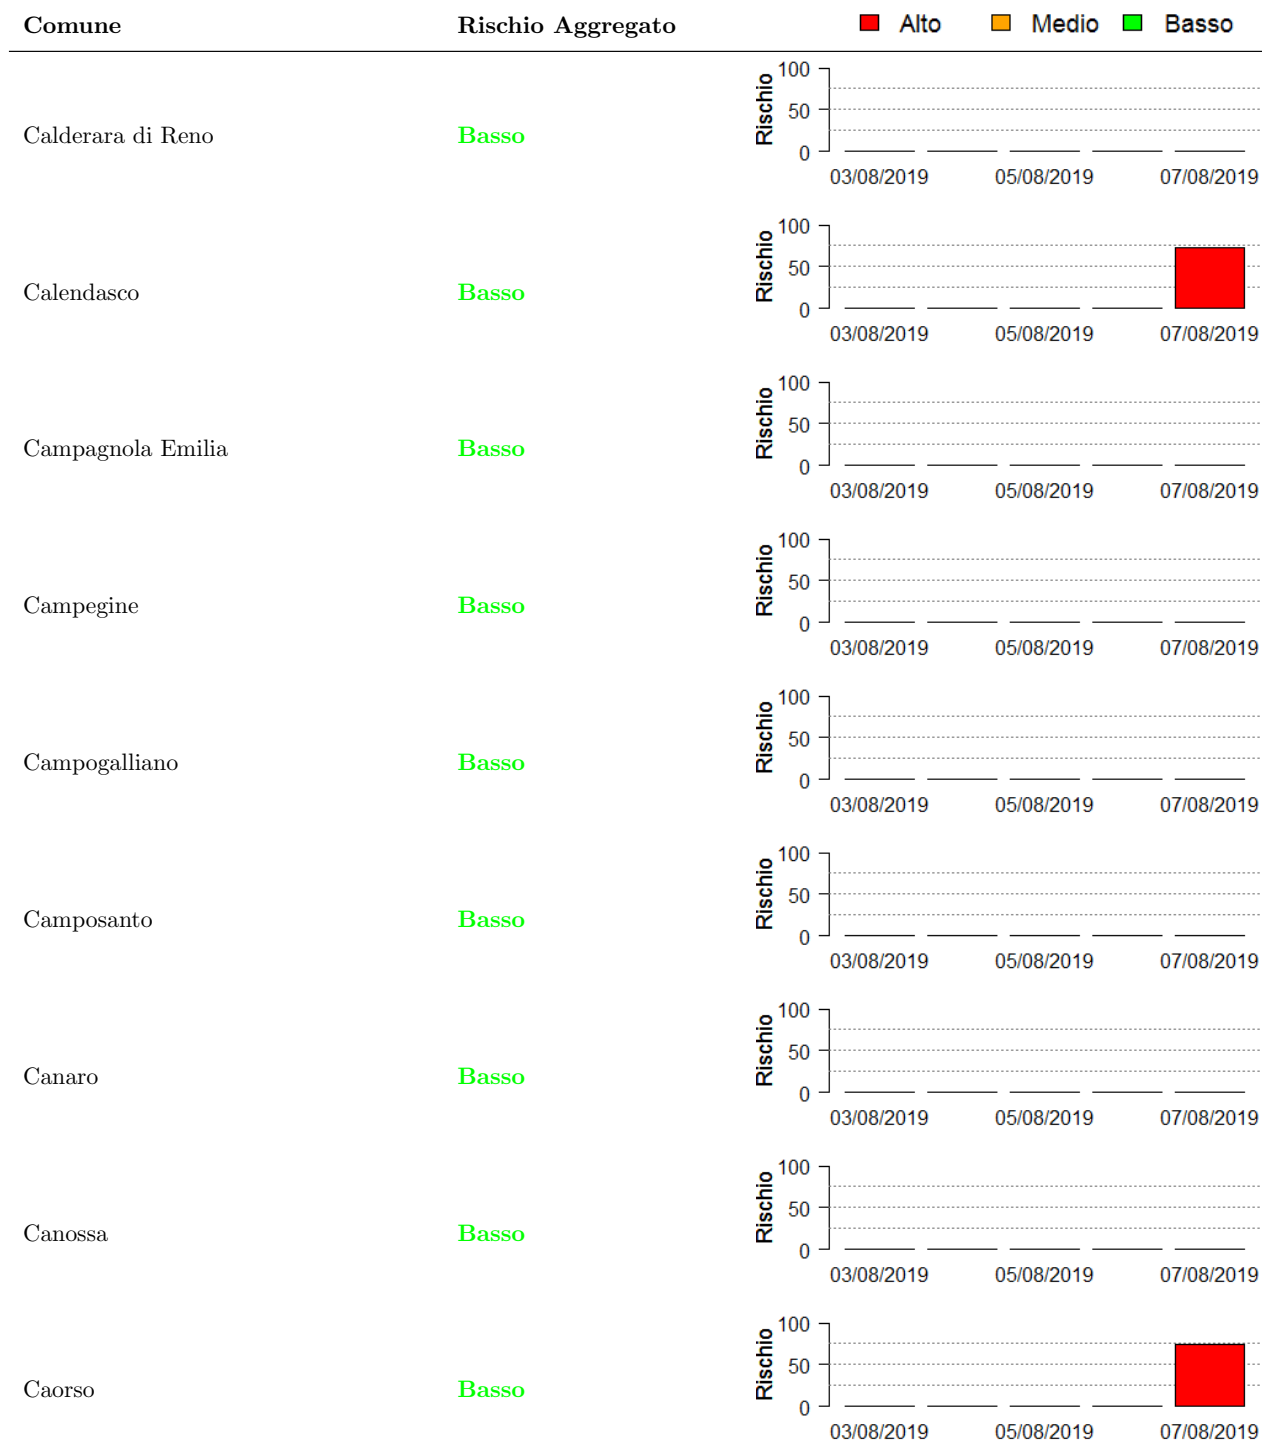 Comune Rischio Aggregato Alto Medio Basso
100
50
0
Rischio
Calderara di Reno Basso
03/08/2019 05/08/2019 07/08/2019
100
50
0
Rischio
Calendasco Basso
03/08/2019 05/08/2019 07/08/2019
100
50
0
Rischio
Campagnola Emilia Basso
03/08/2019 05/08/2019 07/08/2019
100
50
0
Rischio
Campegine Basso
03/08/2019 05/08/2019 07/08/2019
100
50
0
Rischio
Campogalliano Basso
03/08/2019 05/08/2019 07/08/2019
100
50
0
Rischio
Camposanto Basso
03/08/2019 05/08/2019 07/08/2019
100
50
0
Rischio
Canaro Basso
03/08/2019 05/08/2019 07/08/2019
100
50
0
Rischio
Canossa Basso
03/08/2019 05/08/2019 07/08/2019
100
50
0
Rischio
Caorso Basso
03/08/2019 05/08/2019 07/08/2019